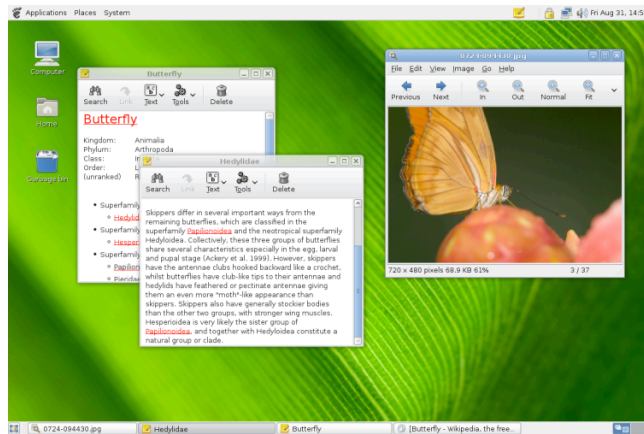 Applications Places System
Fri Aug 31, 14:5
Computer
Home
Garbage bin
Butterfly
Search Link Text Tools Delete
Butterfly
Kingdom: Animalia
Phylum: Arthropoda
Class:
Order:
(unranked)
Superfamily
Hedylid
Superfamily
Hesper
Superfamily
Papilion
Pieridae
Hedylidae
Search Link Text Tools Delete
Skippers differ in several important ways from the
remaining butterflies, which are classified in the
superfamily Papilionoidea and the neotropical superfamily
Hedyloidea. Collectively, these three groups of butterflies
share several characteristics especially in the egg, larval
and pupal stage (Ackery et al. 1999). However, skippers
have the antennae clubs hooked backward like a crochet,
whilst butterflies have club-like tips to their antennae and
hedylids have feathered or pectinate antennae giving
them an even more "moth"-like appearance than
skippers. Skippers also have generally stockier bodies
than the other two groups, with stronger wing muscles.
Hesperioidea is very likely the sister group of
Papilionoidea, and together with Hedyloidea constitute a
natural group or clade.
0724-094430.jpg
File Edit View Image Go Help
Previous Next In Out Normal Fit
720 x 480 pixels 68.9 KB 61% 3 / 37
0724-094430.jpg Hedylidae Butterfly [Butterfly - Wikipedia, the free...